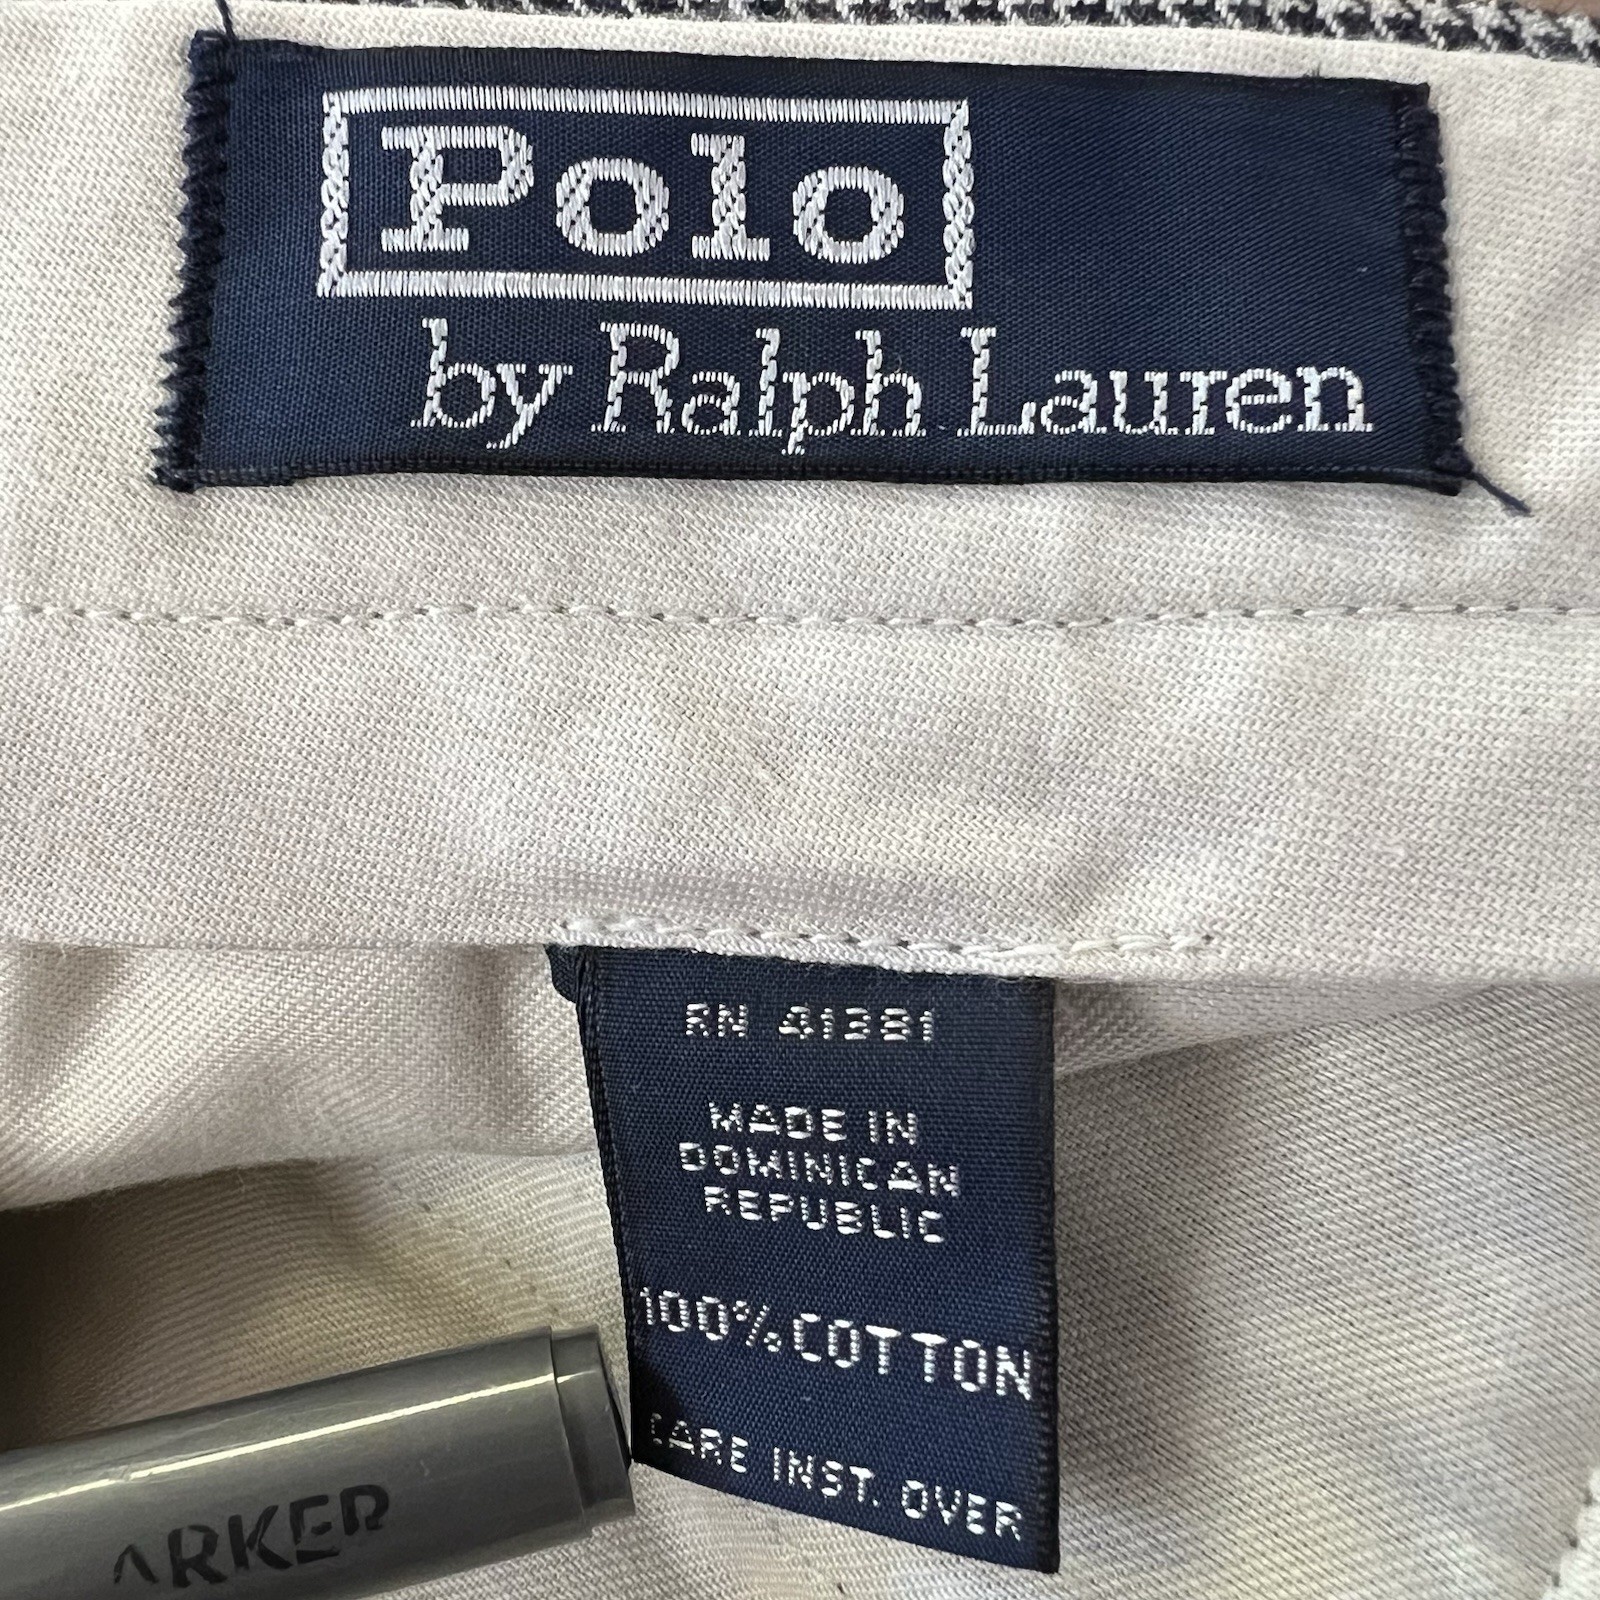 Polo
by Ralph Lauren
RN 41381
MADE IN
DOMINICAN
REPUBLIC
100% COTTON
CARE INST. OVER
ARKER